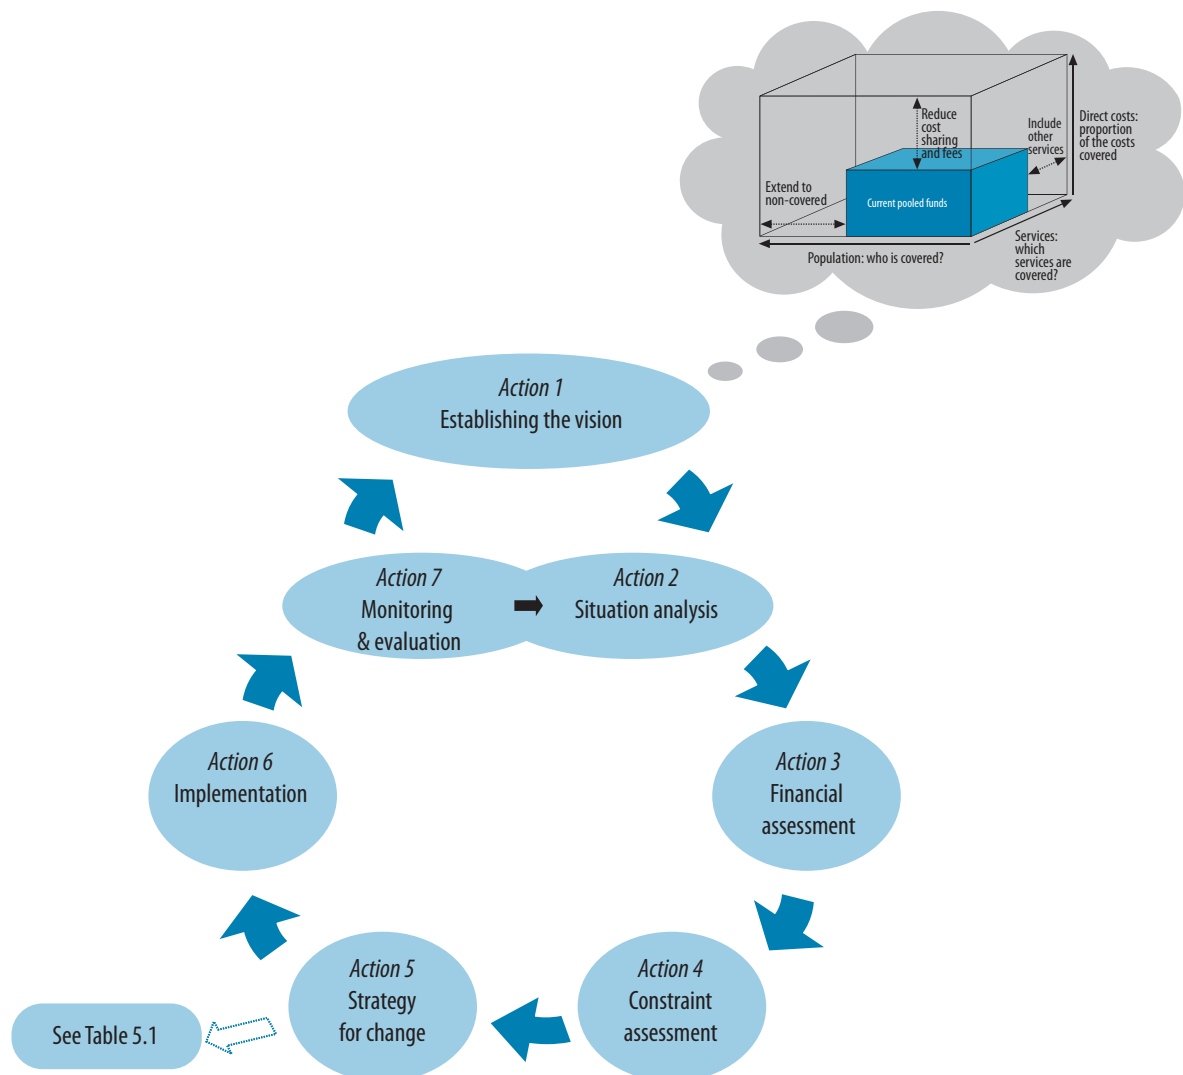 Reduce
cost
sharing
and fees
Include
other
services
Direct costs:
proportion
of the costs
covered
Extend to
non-covered
Current pooled funds
Services:
which
services are
covered?
Population: who is covered?
Action 1
Establishing the vision
Action 7
Monitoring
& evaluation
Action 2
Situation analysis
Action 6
Implementation
Action 3
Financial
assessment
Action 5
Strategy
for change
Action 4
Constraint
assessment
See Table 5.1